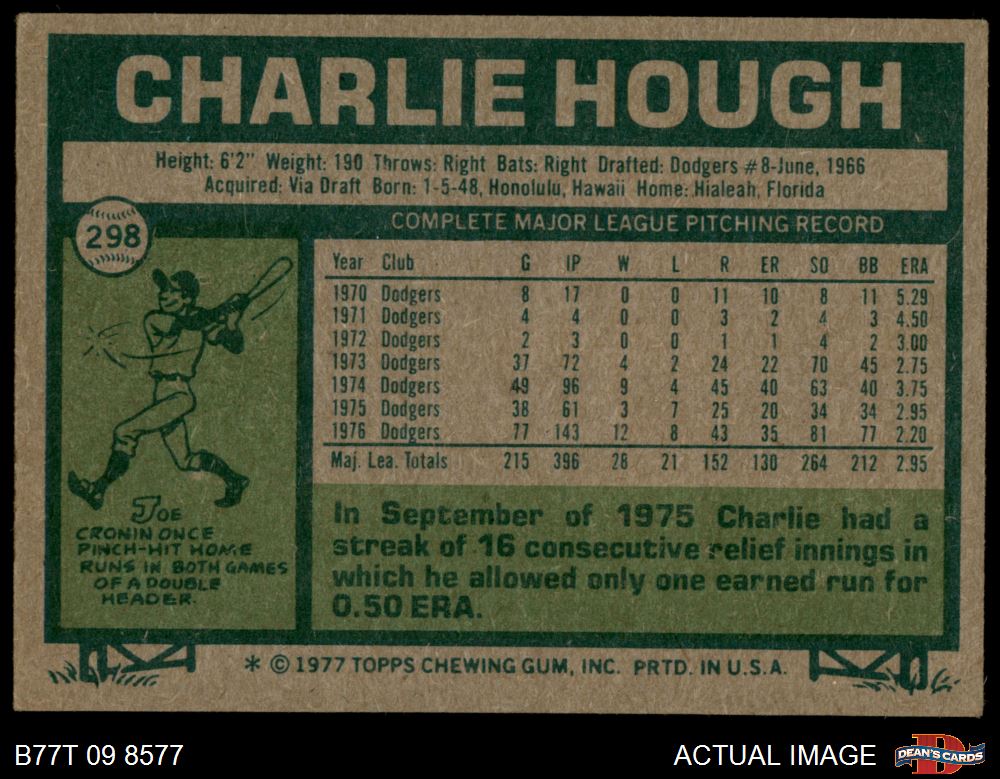 CHARLIE HOUGH
Height: 6'2" Weight: 190 Throws: Right Bats: Right Drafted: Dodgers #8-June, 1966
Acquired: Via Draft Born: 1-5-48, Honolulu, Hawaii Home: Hialeah, Florida
298
COMPLETE MAJOR LEAGUE PITCHING RECORD
Year Club G IP W L R ER SO BB ERA
1970 Dodgers 8 17 0 0 11 10 8 11 5.29
1971 Dodgers 4 4 0 0 3 2 4 3 4.50
1972 Dodgers 2 3 0 0 1 1 4 2 3.00
1973 Dodgers 37 72 4 2 24 22 70 45 2.75
1974 Dodgers 49 96 9 4 45 40 63 40 3.75
1975 Dodgers 38 61 3 7 25 20 34 34 2.95
1976 Dodgers 77 143 12 8 43 35 81 77 2.20
Maj. Lea. Totals 215 396 28 21 152 130 264 212 2.95
JOE
CRONIN ONCE
PINCH-HIT HOME
RUNS IN BOTH GAMES
OF A DOUBLE
HEADER.
In September of 1975 Charlie had a
streak of 16 consecutive relief innings in
which he allowed only one earned run for
0.50 ERA.
* © 1977 TOPPS CHEWING GUM, INC. PRTD. IN U.S.A.
B77T 09 8577
ACTUAL IMAGE
D
DEAN'S CARDS